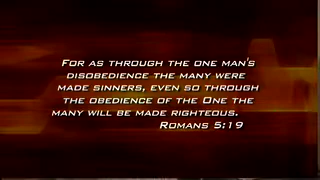 For as through the one man's
disobedience the many were
made sinners, even so through
the obedience of the One the
many will be made righteous.
Romans 5:19